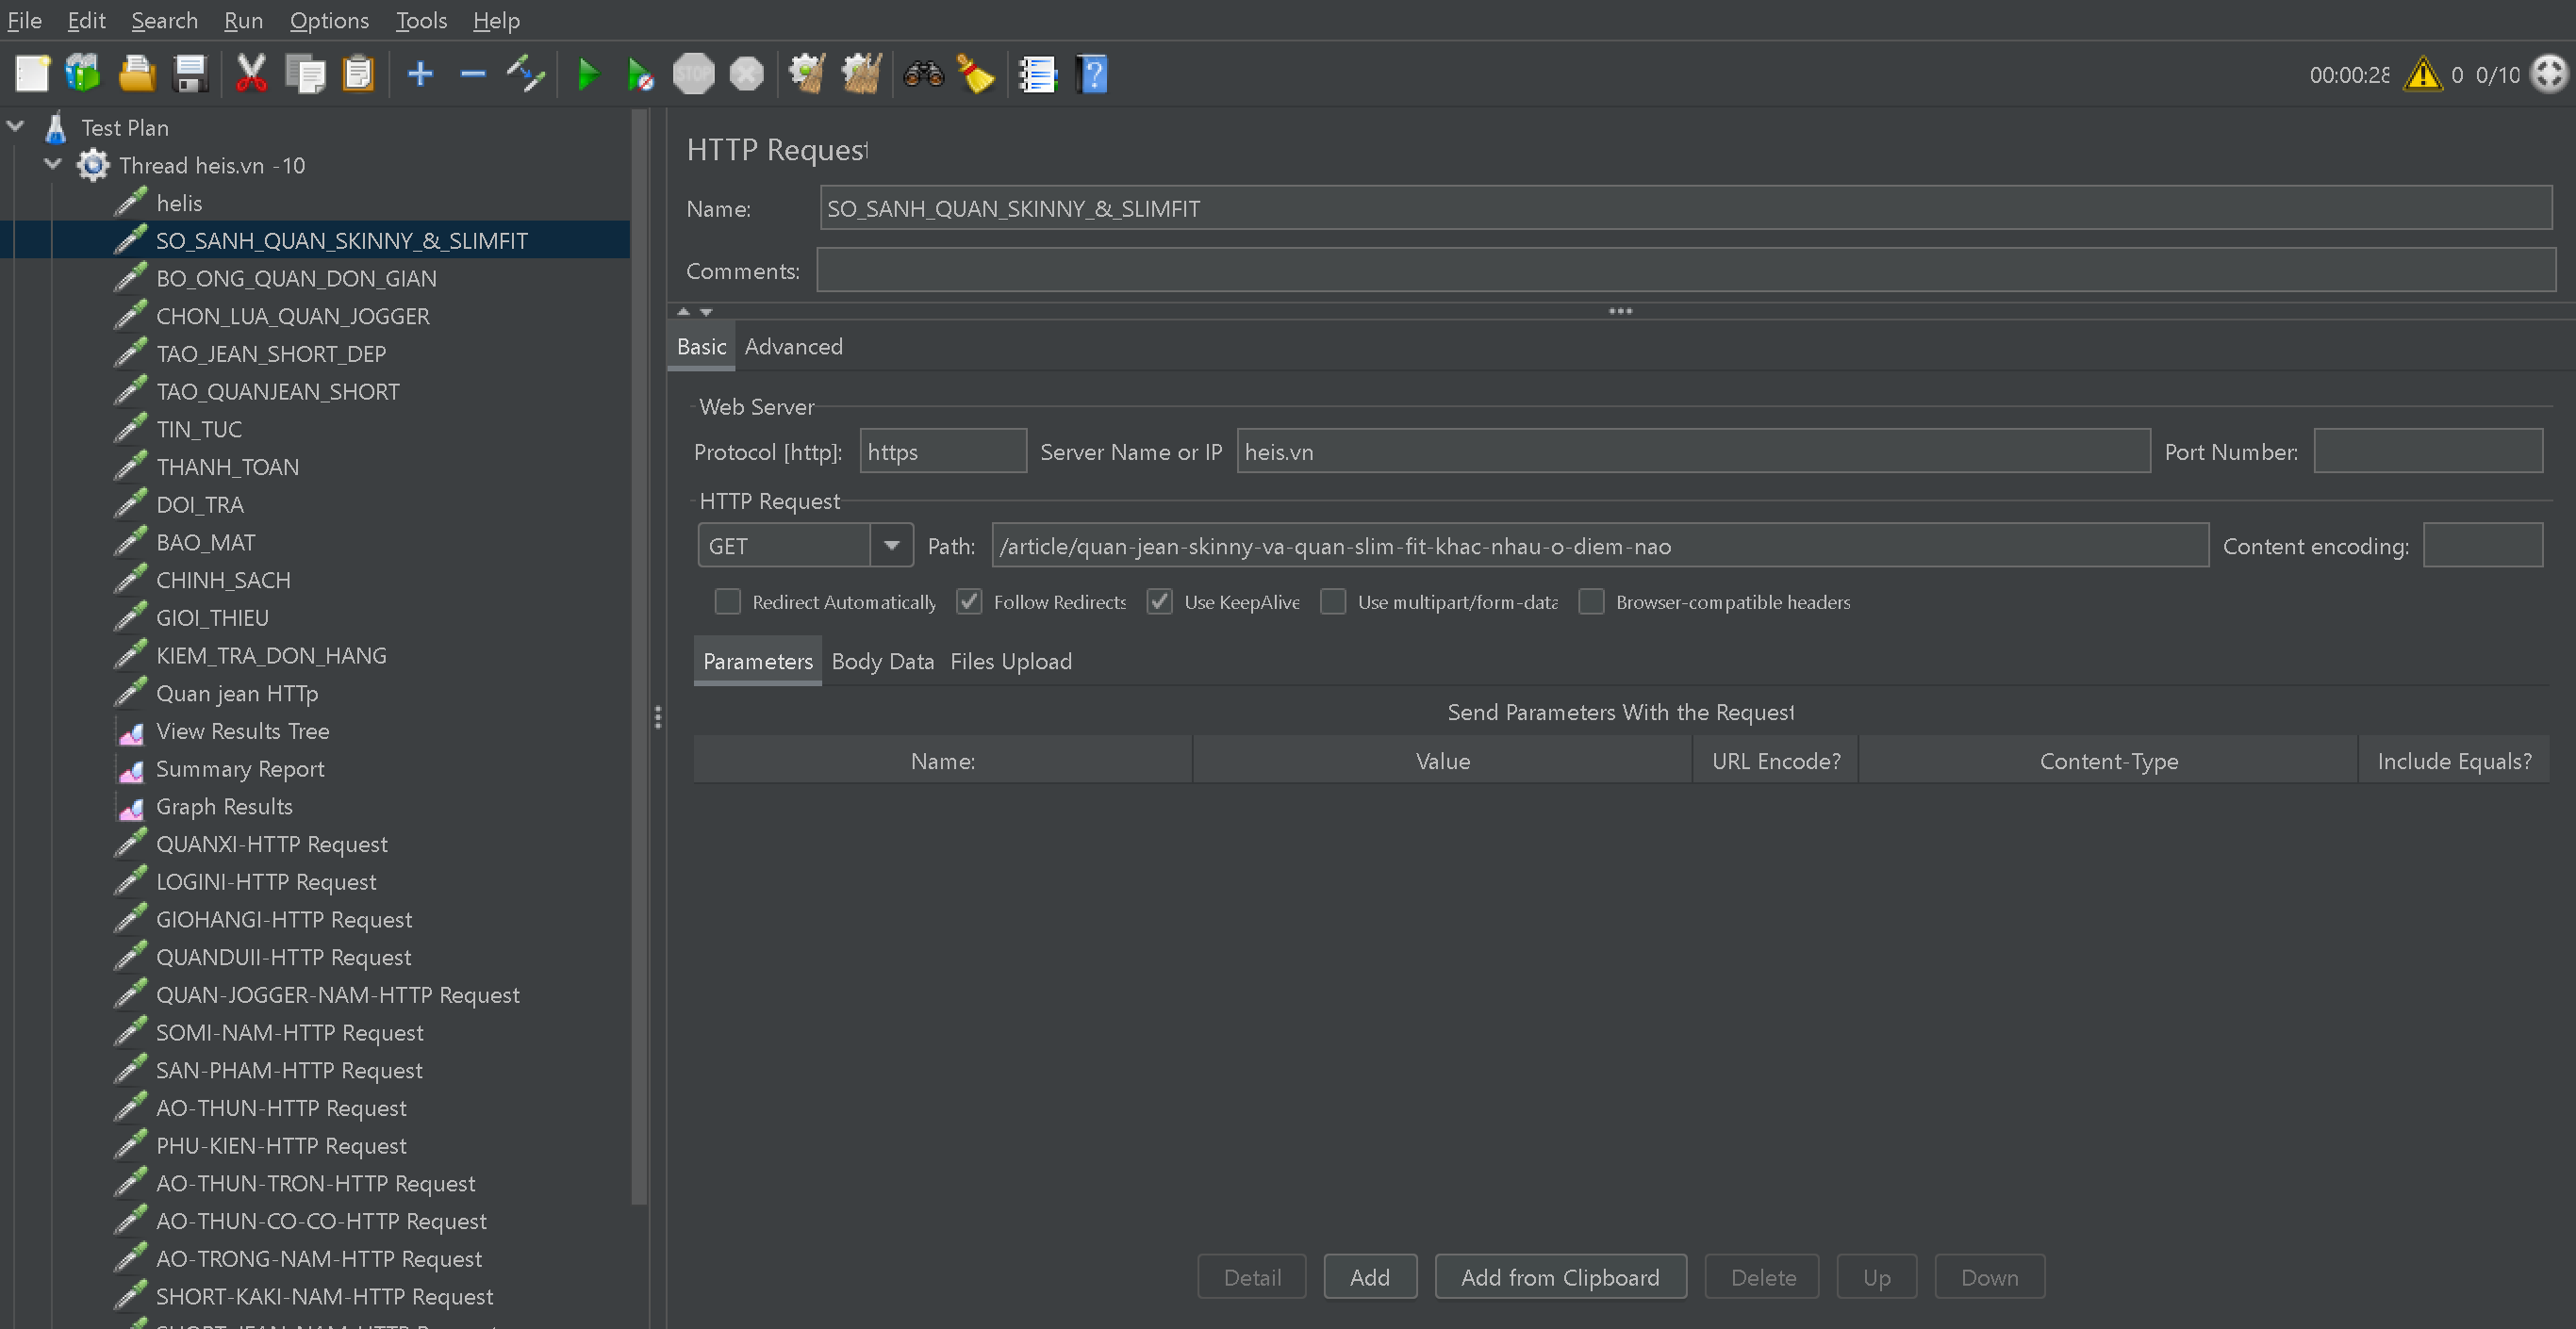 File Edit Search Run Options Tools Help
STOP
00:00:28 0 0/10
Test Plan
Thread heis.vn -10
helis
SO_SANH_QUAN_SKINNY_&_SLIMFIT
BO_ONG_QUAN_DON_GIAN
CHON_LUA_QUAN_JOGGER
TAO_JEAN_SHORT_DEP
TAO_QUANJEAN_SHORT
TIN_TUC
THANH_TOAN
DOI_TRA
BAO_MAT
CHINH_SACH
GIOI_THIEU
KIEM_TRA_DON_HANG
Quan jean HTTp
View Results Tree
Summary Report
Graph Results
QUANXI-HTTP Request
LOGINI-HTTP Request
GIOHANGI-HTTP Request
QUANDUII-HTTP Request
QUAN-JOGGER-NAM-HTTP Request
SOMI-NAM-HTTP Request
SAN-PHAM-HTTP Request
AO-THUN-HTTP Request
PHU-KIEN-HTTP Request
AO-THUN-TRON-HTTP Request
AO-THUN-CO-CO-HTTP Request
AO-TRONG-NAM-HTTP Request
SHORT-KAKI-NAM-HTTP Request
HTTP Request
Name: SO_SANH_QUAN_SKINNY_&_SLIMFIT
Comments:
Basic Advanced
Web Server
Protocol [http]: https Server Name or IP heis.vn Port Number:
HTTP Request
GET Path: /article/quan-jean-skinny-va-quan-slim-fit-khac-nhau-o-diem-nao Content encoding:
Redirect Automatically Follow Redirects Use KeepAlive Use multipart/form-data Browser-compatible headers
Parameters Body Data Files Upload
Send Parameters With the Request
Name: Value URL Encode? Content-Type Include Equals?
Detail Add Add from Clipboard Delete Up Down